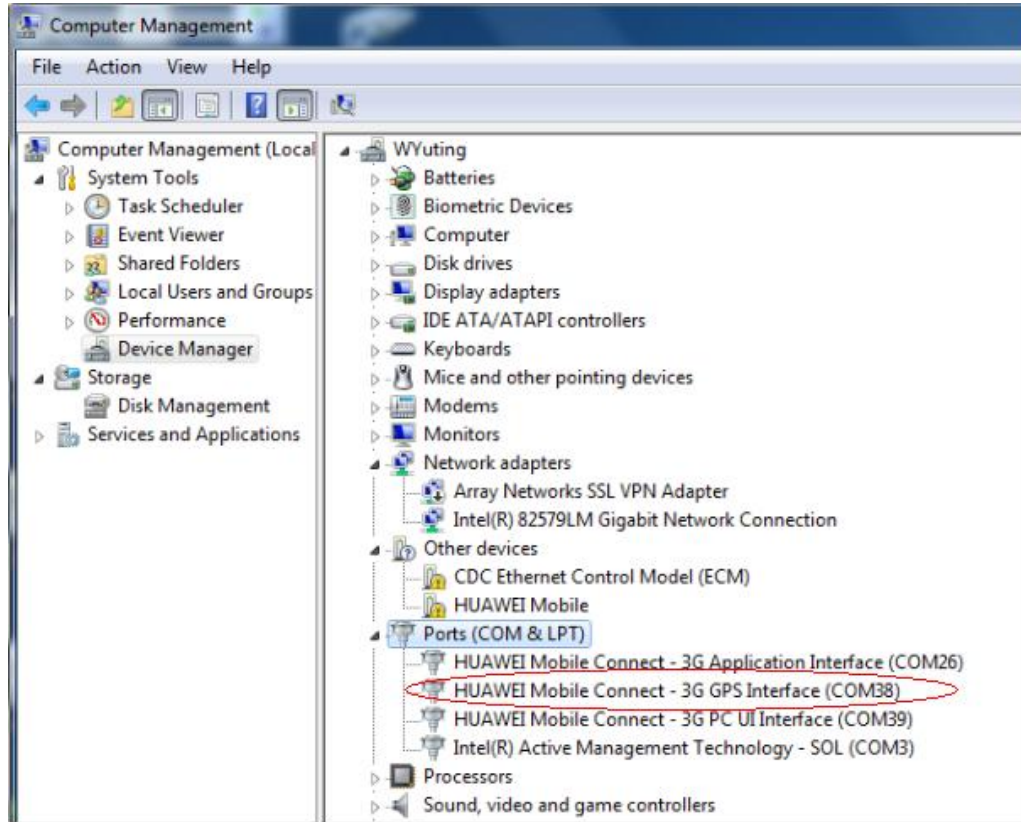 Computer Management
File Action View Help
Computer Management (Local
System Tools
Task Scheduler
Event Viewer
Shared Folders
Local Users and Groups
Performance
Device Manager
Storage
Disk Management
Services and Applications
WYuting
Batteries
Biometric Devices
Computer
Disk drives
Display adapters
IDE ATA/ATAPI controllers
Keyboards
Mice and other pointing devices
Modems
Monitors
Network adapters
Array Networks SSL VPN Adapter
Intel(R) 82579LM Gigabit Network Connection
Other devices
CDC Ethernet Control Model (ECM)
HUAWEI Mobile
Ports (COM & LPT)
HUAWEI Mobile Connect - 3G Application Interface (COM26)
HUAWEI Mobile Connect - 3G GPS Interface (COM38)
HUAWEI Mobile Connect - 3G PC UI Interface (COM39)
Intel(R) Active Management Technology - SOL (COM3)
Processors
Sound, video and game controllers